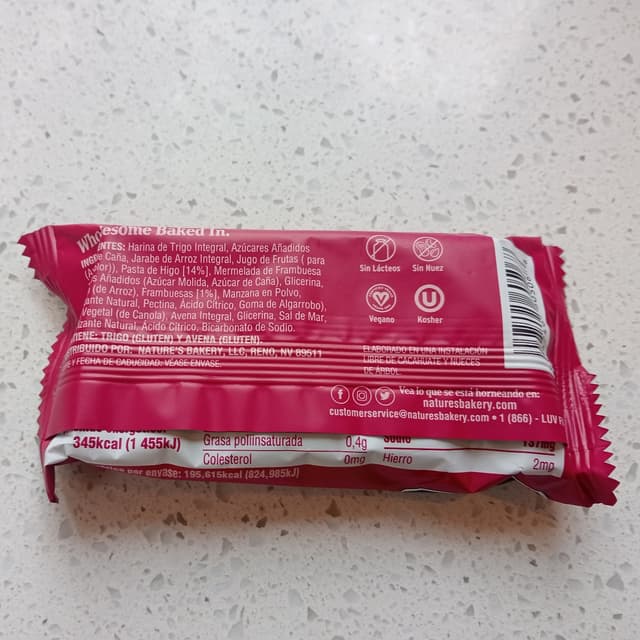 Wholesome Baked In.
NTES: Harina de Trigo Integral, Azúcares Añadidos
Caña, Jarabe de Arroz Integral, Jugo de Frutas ( para
Pasta de Higo [14%], Mermelada de Frambuesa
Añadidos (Azúcar Molida, Azúcar de Caña), Glicerina,
(de Arroz), Frambuesas [1%], Manzana en Polvo,
ante Natural, Pectina, Ácido Cítrico, Goma de Algarrobo),
Vegetal (de Canola), Avena Integral, Glicerina, Sal de Mar,
ante Natural, Ácido Cítrico, Bicarbonato de Sodio.
TIENE: TRIGO (GLUTEN) Y AVENA (GLUTEN).
TRIBUIDO POR: NATURE'S BAKERY, LLC, RENO, NV 89511
Y FECHA DE CADUCIDAD: VÉASE ENVASE.
Sin Lácteos
Sin Nuez
Vegano
U
Kosher
ELABORADO EN UNA INSTALACIÓN
LIBRE DE CACAHUATE Y NUECES
DE ÁRBOL.
Vea lo que se está horneando en:
naturesbakery.com
customerservice@naturesbakery.com • 1 (866) - LUV
345kcal (1 455kJ)
Grasa poliinsaturada 0,4g
Sodio 137mg
Colesterol 0mg
Hierro 2mg
por envase: 195,615kcal (824,985kJ)